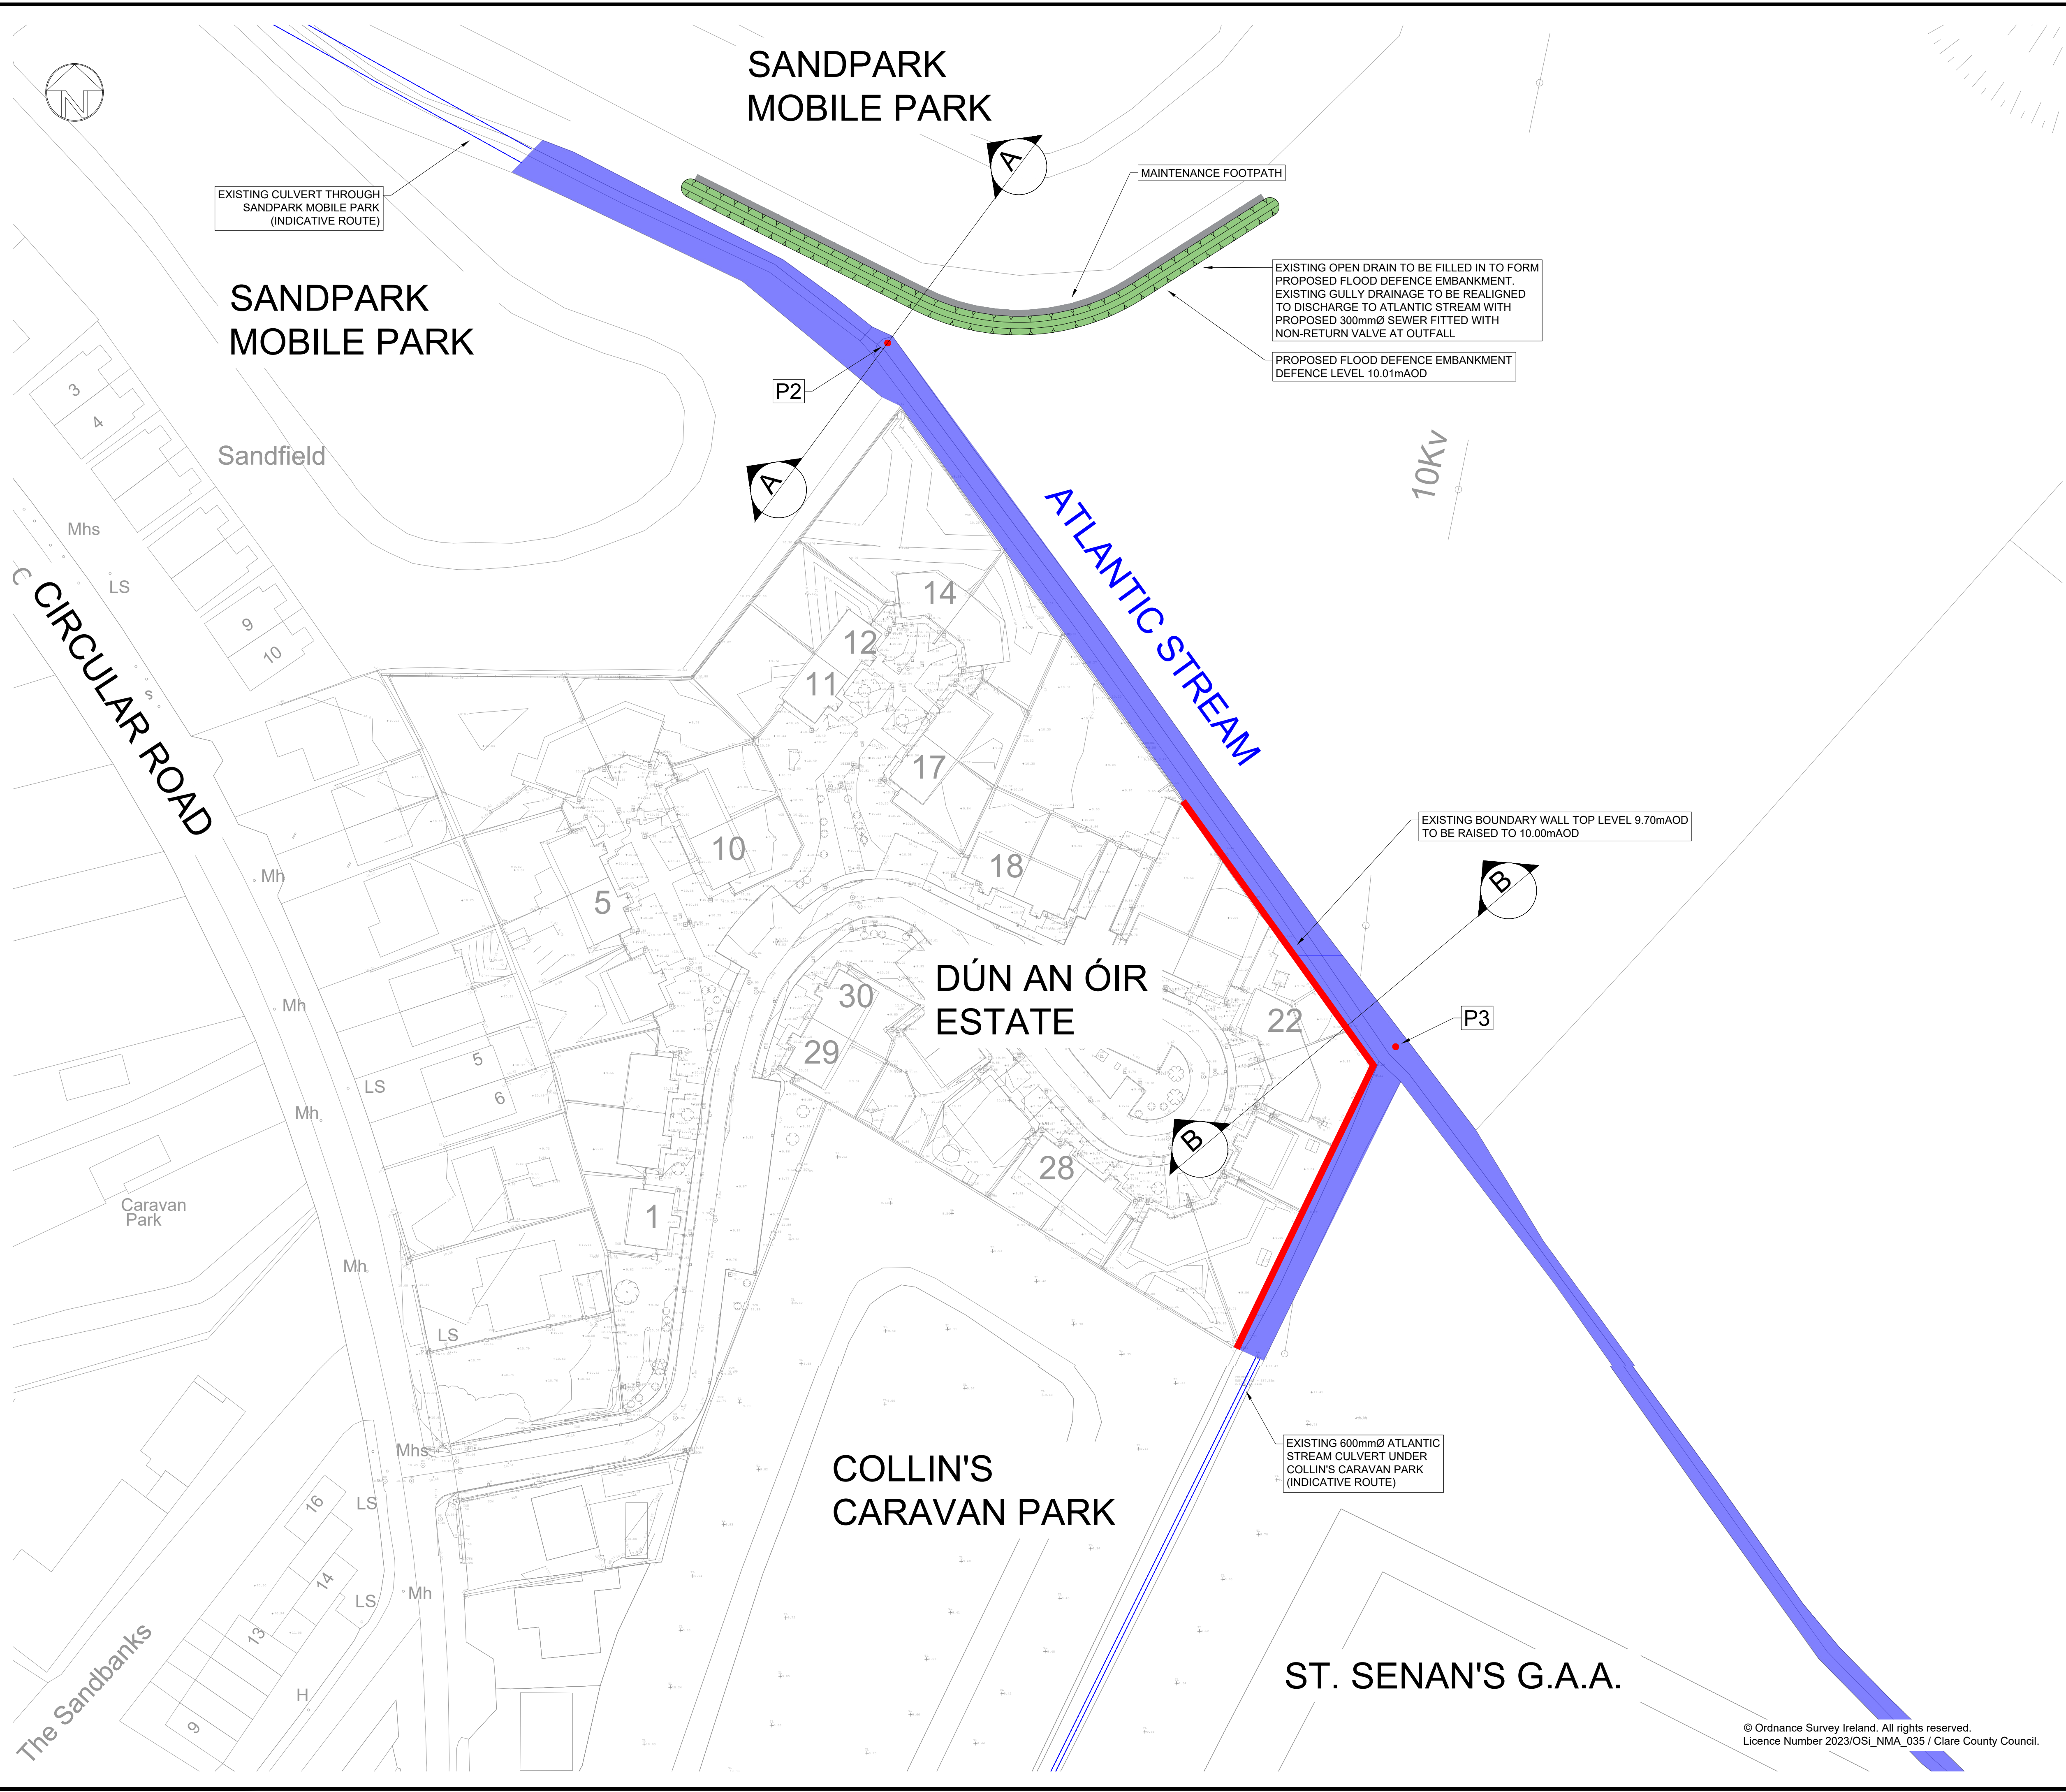 SANDPARK
MOBILE PARK
N
A
MAINTENANCE FOOTPATH
EXISTING CULVERT THROUGH
SANDPARK MOBILE PARK
(INDICATIVE ROUTE)
EXISTING OPEN DRAIN TO BE FILLED IN TO FORM
PROPOSED FLOOD DEFENCE EMBANKMENT.
EXISTING GULLY DRAINAGE TO BE REALIGNED
TO DISCHARGE TO ATLANTIC STREAM WITH
PROPOSED 300mmØ SEWER FITTED WITH
NON-RETURN VALVE AT OUTFALL
PROPOSED FLOOD DEFENCE EMBANKMENT
DEFENCE LEVEL 10.01mAOD
SANDPARK
MOBILE PARK
P2
3
4
Sandfield
A
10Kv
Mhs
LS
C
CIRCULAR ROAD
9
10
s
ATLANTIC STREAM
14
12
11
17
18
10
5
Mh
EXISTING BOUNDARY WALL TOP LEVEL 9.70mAOD
TO BE RAISED TO 10.00mAOD
B
DÚN AN ÓIR
ESTATE
30
29
22
P3
Mh
5
6
LS
Mh
B
28
1
Caravan
Park
Mh
LS
EXISTING 600mmØ ATLANTIC
STREAM CULVERT UNDER
COLLIN'S CARAVAN PARK
(INDICATIVE ROUTE)
Mhs
COLLIN'S
CARAVAN PARK
16
LS
14
LS
Mh
13
The Sandbanks
H
9
ST. SENAN'S G.A.A.
© Ordnance Survey Ireland. All rights reserved.
Licence Number 2023/OSi_NMA_035 / Clare County Council.